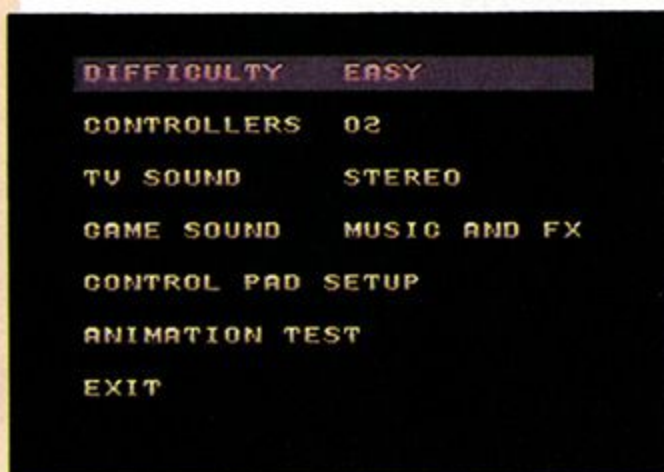 DIFFICULTY EASY
CONTROLLERS 02
TV SOUND STEREO
GAME SOUND MUSIC AND FX
CONTROL PAD SETUP
ANIMATION TEST
EXIT